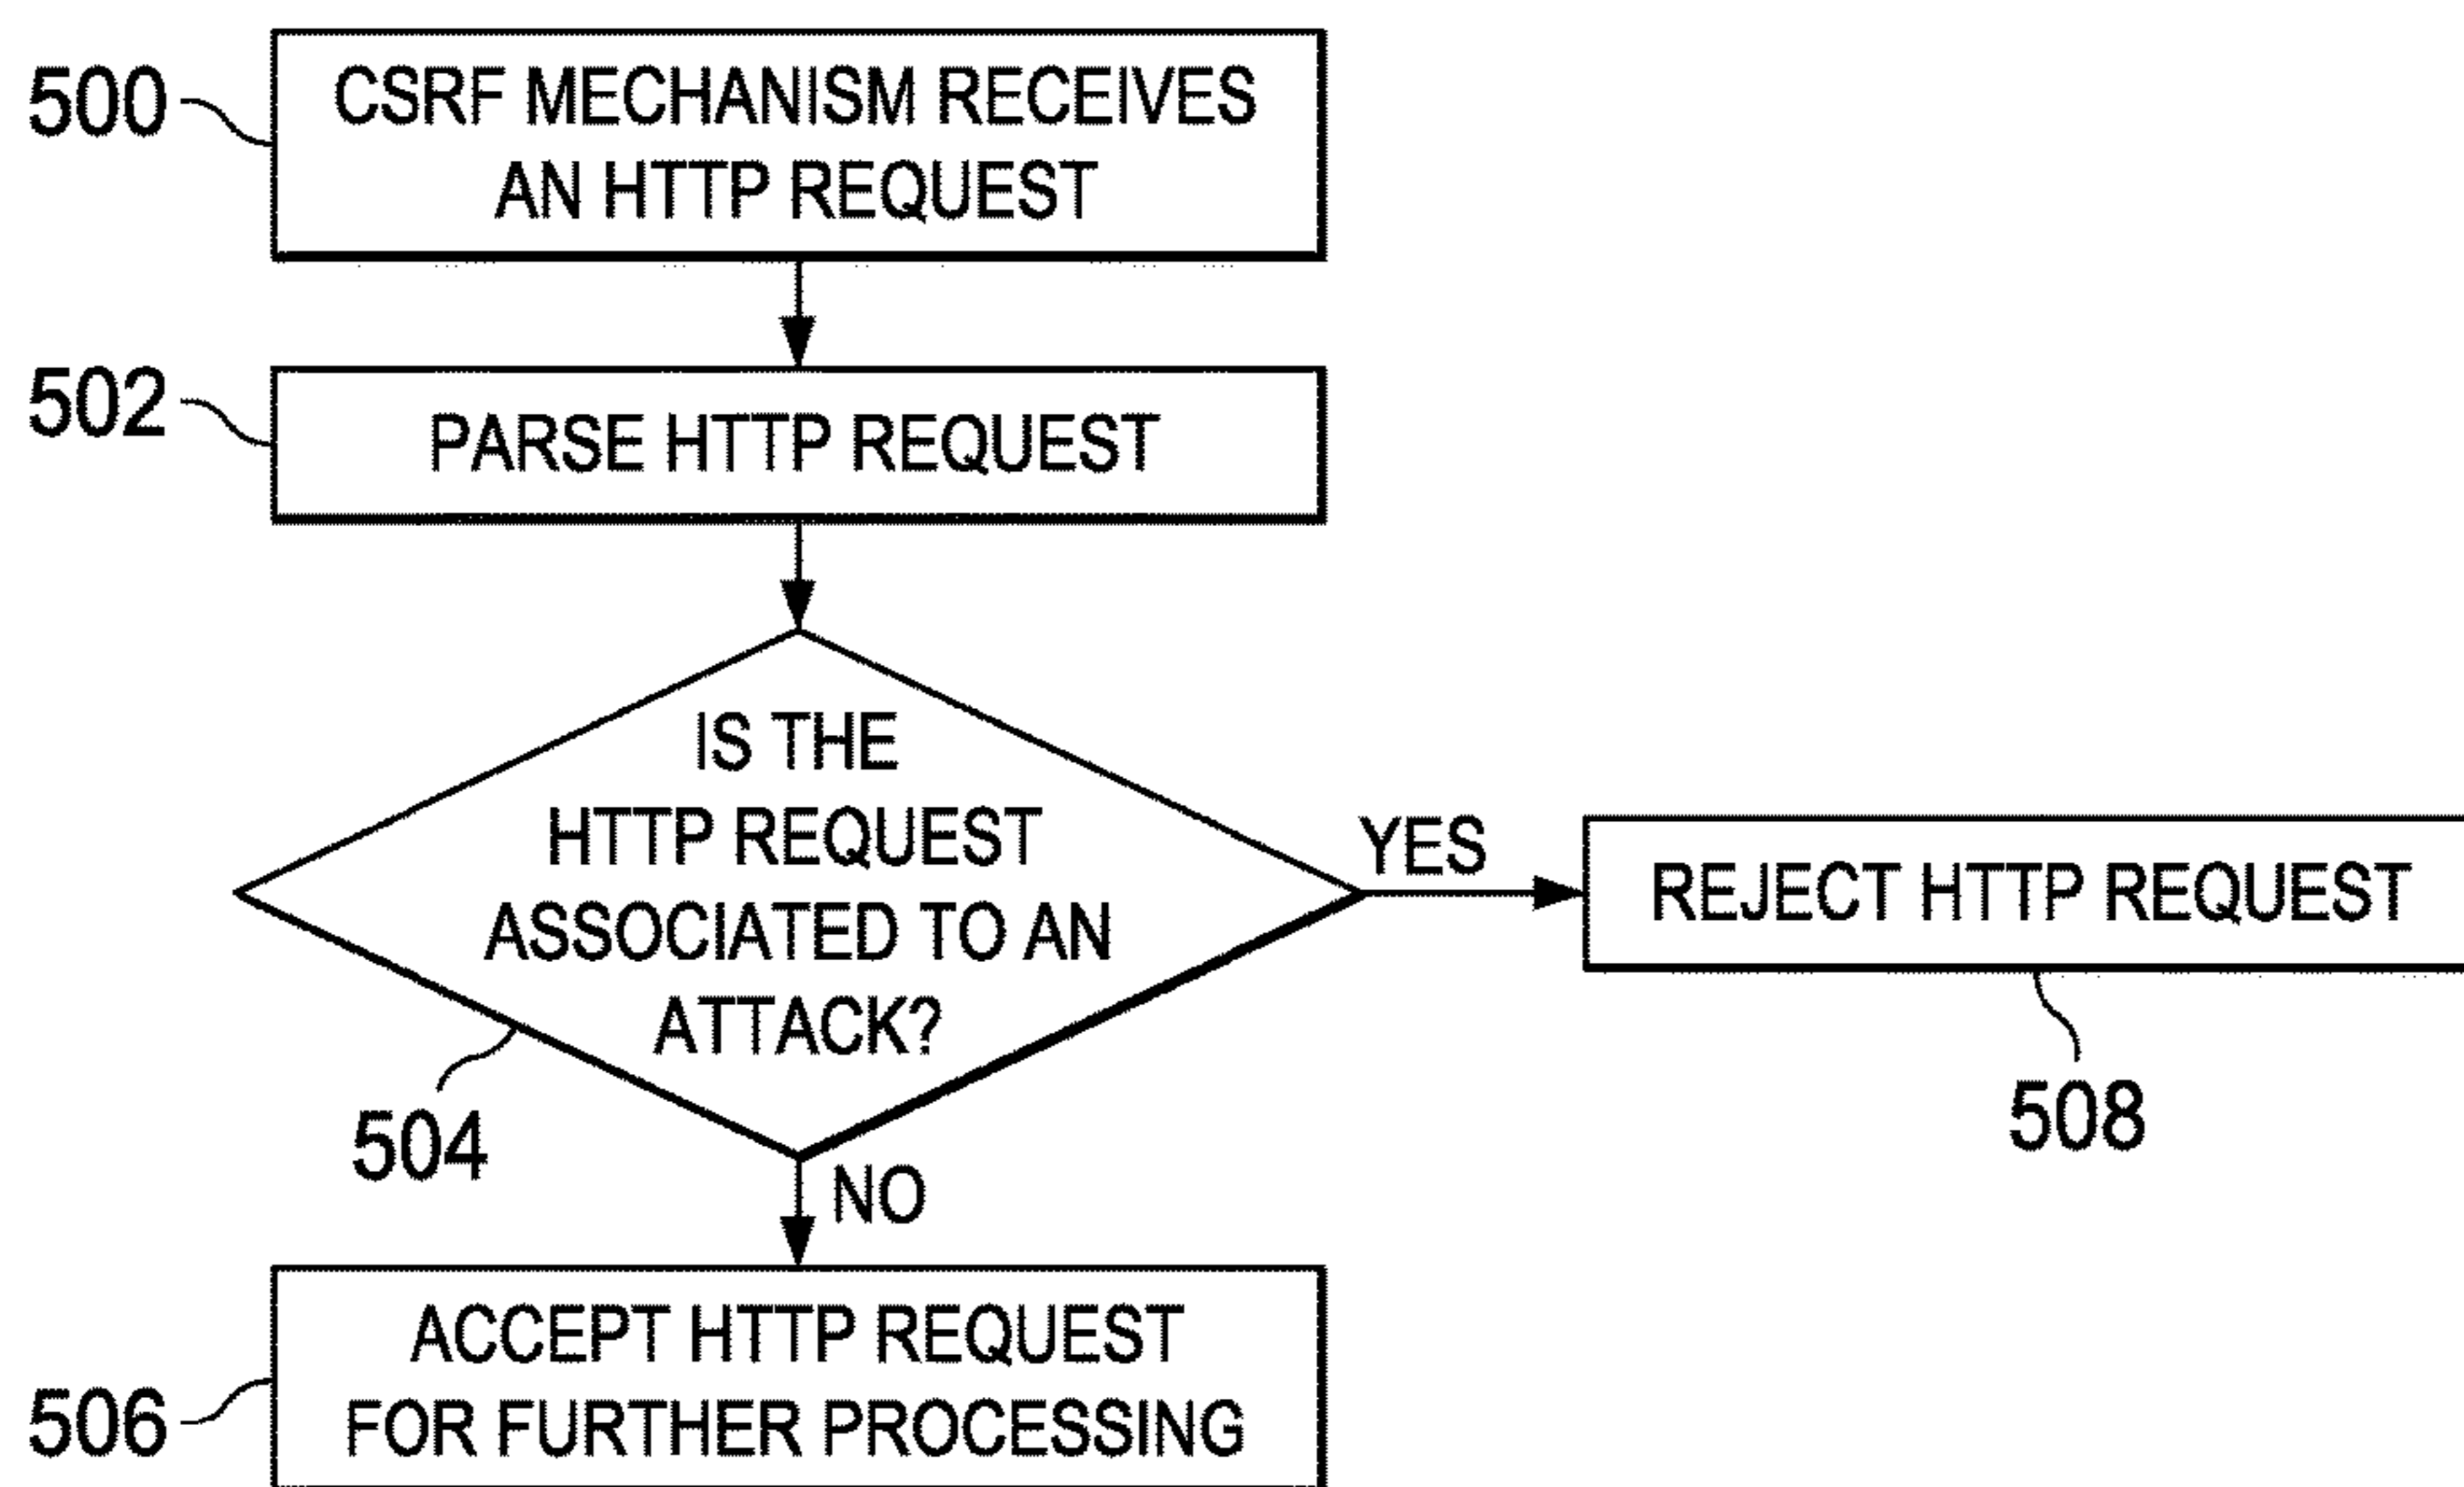 500
CSRF MECHANISM RECEIVES
AN HTTP REQUEST
502
PARSE HTTP REQUEST
IS THE
HTTP REQUEST
ASSOCIATED TO AN
ATTACK?
504
YES
REJECT HTTP REQUEST
508
NO
506
ACCEPT HTTP REQUEST
FOR FURTHER PROCESSING